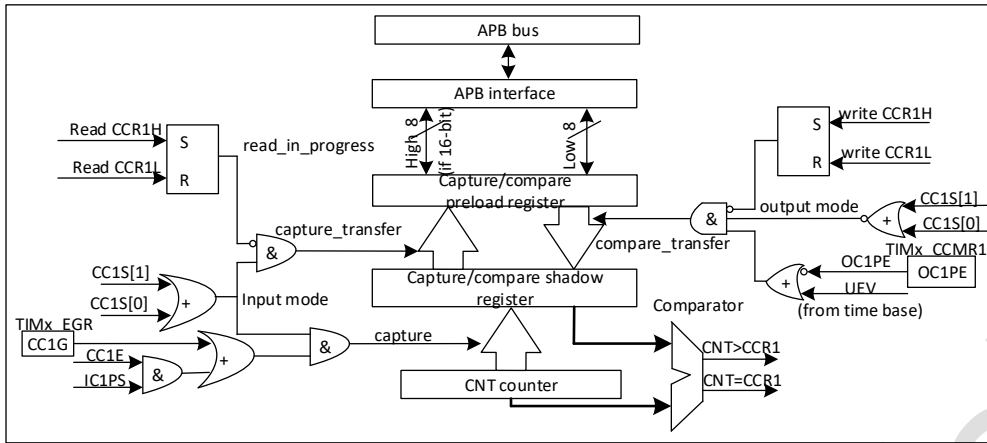 APB bus
APB interface
High 8
(if 16-bit)
Low 8
Read CCR1H
S
Read CCR1L
R
read_in_progress
write CCR1H
S
write CCR1L
R
Capture/compare
preload register
capture_transfer
&
compare_transfer
&
output mode
+
CC1S[1]
CC1S[0]
TIMx_CCMR1
OC1PE
OC1PE
+
UEV
(from time base)
CC1S[1]
CC1S[0]
+
Input mode
Capture/compare shadow
register
Comparator
TIMx_EGR
CC1G
CC1E
IC1PS
&
+
&
capture
CNT counter
CNT>CCR1
CNT=CCR1